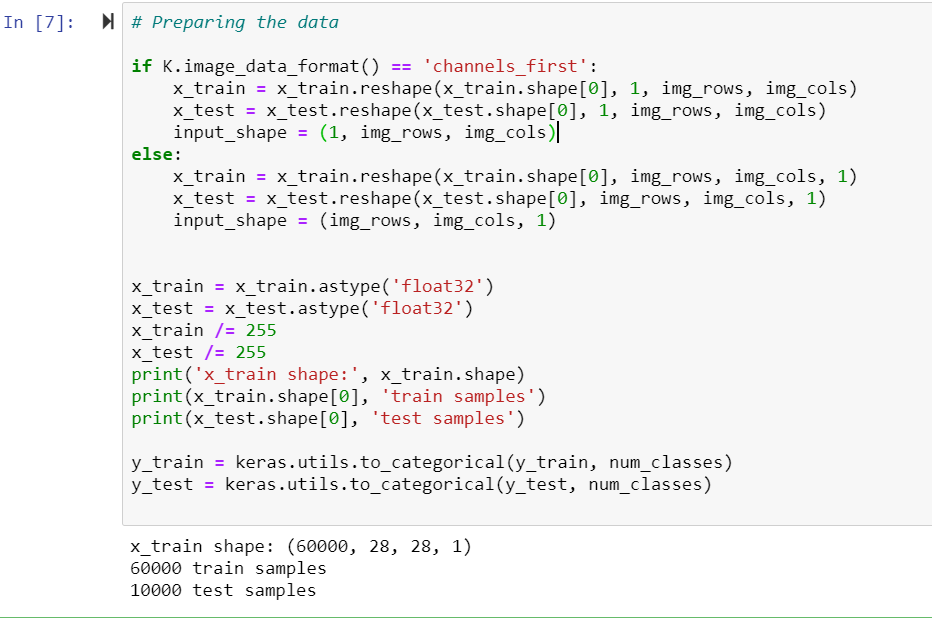 In [7]:
# Preparing the data
if K.image_data_format() == 'channels_first':
    x_train = x_train.reshape(x_train.shape[0], 1, img_rows, img_cols)
    x_test = x_test.reshape(x_test.shape[0], 1, img_rows, img_cols)
    input_shape = (1, img_rows, img_cols)
else:
    x_train = x_train.reshape(x_train.shape[0], img_rows, img_cols, 1)
    x_test = x_test.reshape(x_test.shape[0], img_rows, img_cols, 1)
    input_shape = (img_rows, img_cols, 1)
x_train = x_train.astype('float32')
x_test = x_test.astype('float32')
x_train /= 255
x_test /= 255
print('x_train shape:', x_train.shape)
print(x_train.shape[0], 'train samples')
print(x_test.shape[0], 'test samples')
y_train = keras.utils.to_categorical(y_train, num_classes)
y_test = keras.utils.to_categorical(y_test, num_classes)
x_train shape: (60000, 28, 28, 1)
60000 train samples
10000 test samples